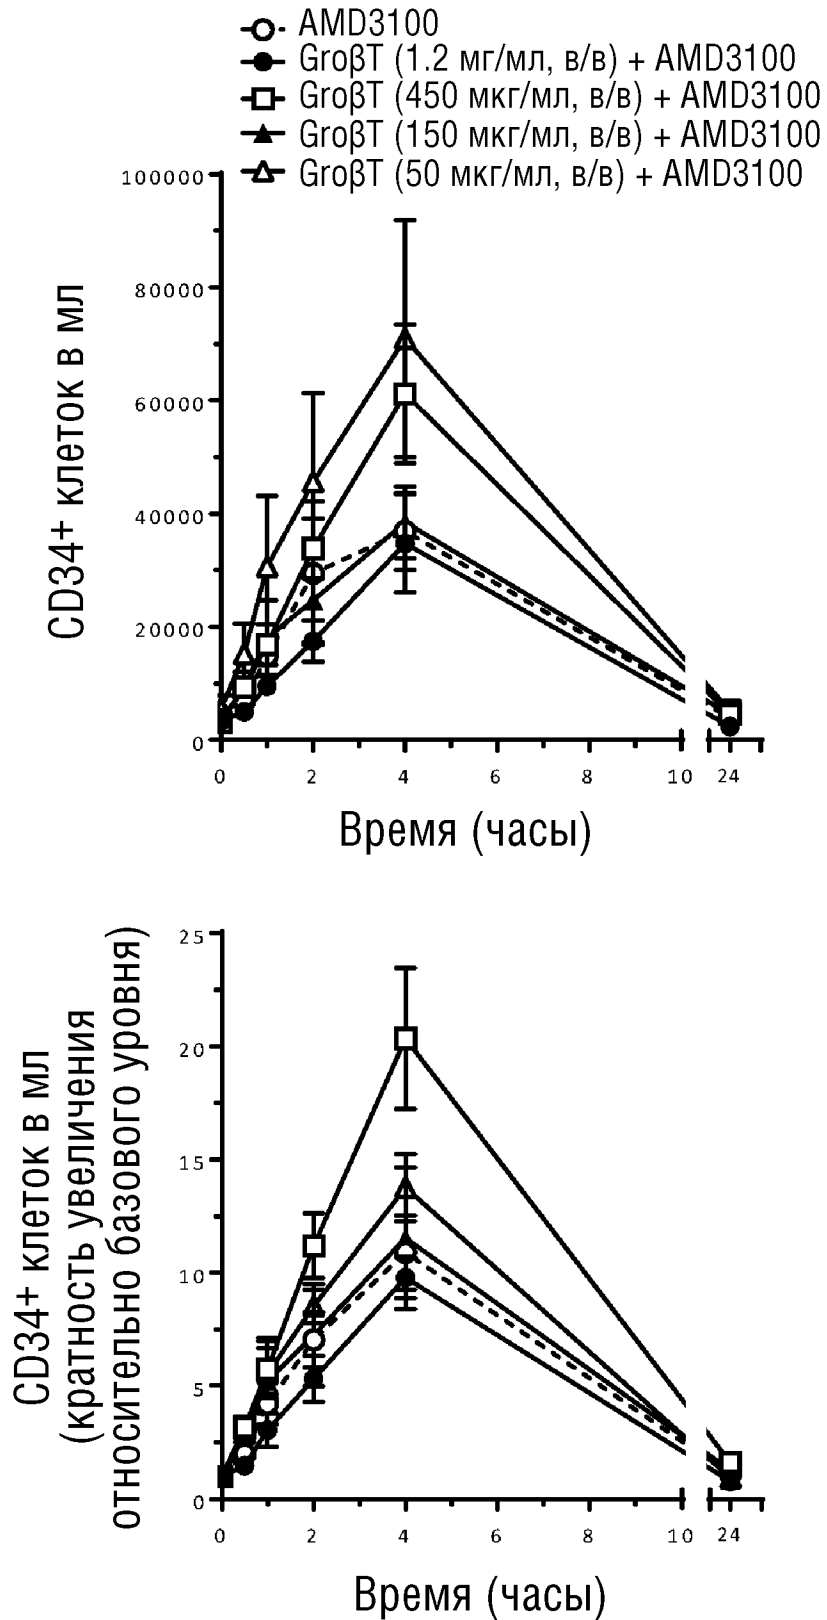 AMD3100
GroβT (1.2 мг/мл, в/в) + AMD3100
GroβT (450 мкг/мл, в/в) + AMD3100
GroβT (150 мкг/мл, в/в) + AMD3100
GroβT (50 мкг/мл, в/в) + AMD3100
100000
80000
60000
40000
20000
0
CD34+ клеток в мл
0 2 4 6 8 10 24
Время (часы)
25
20
15
10
5
0
CD34+ клеток в мл
(кратность увеличения
относительно базового уровня)
0 2 4 6 8 10 24
Время (часы)